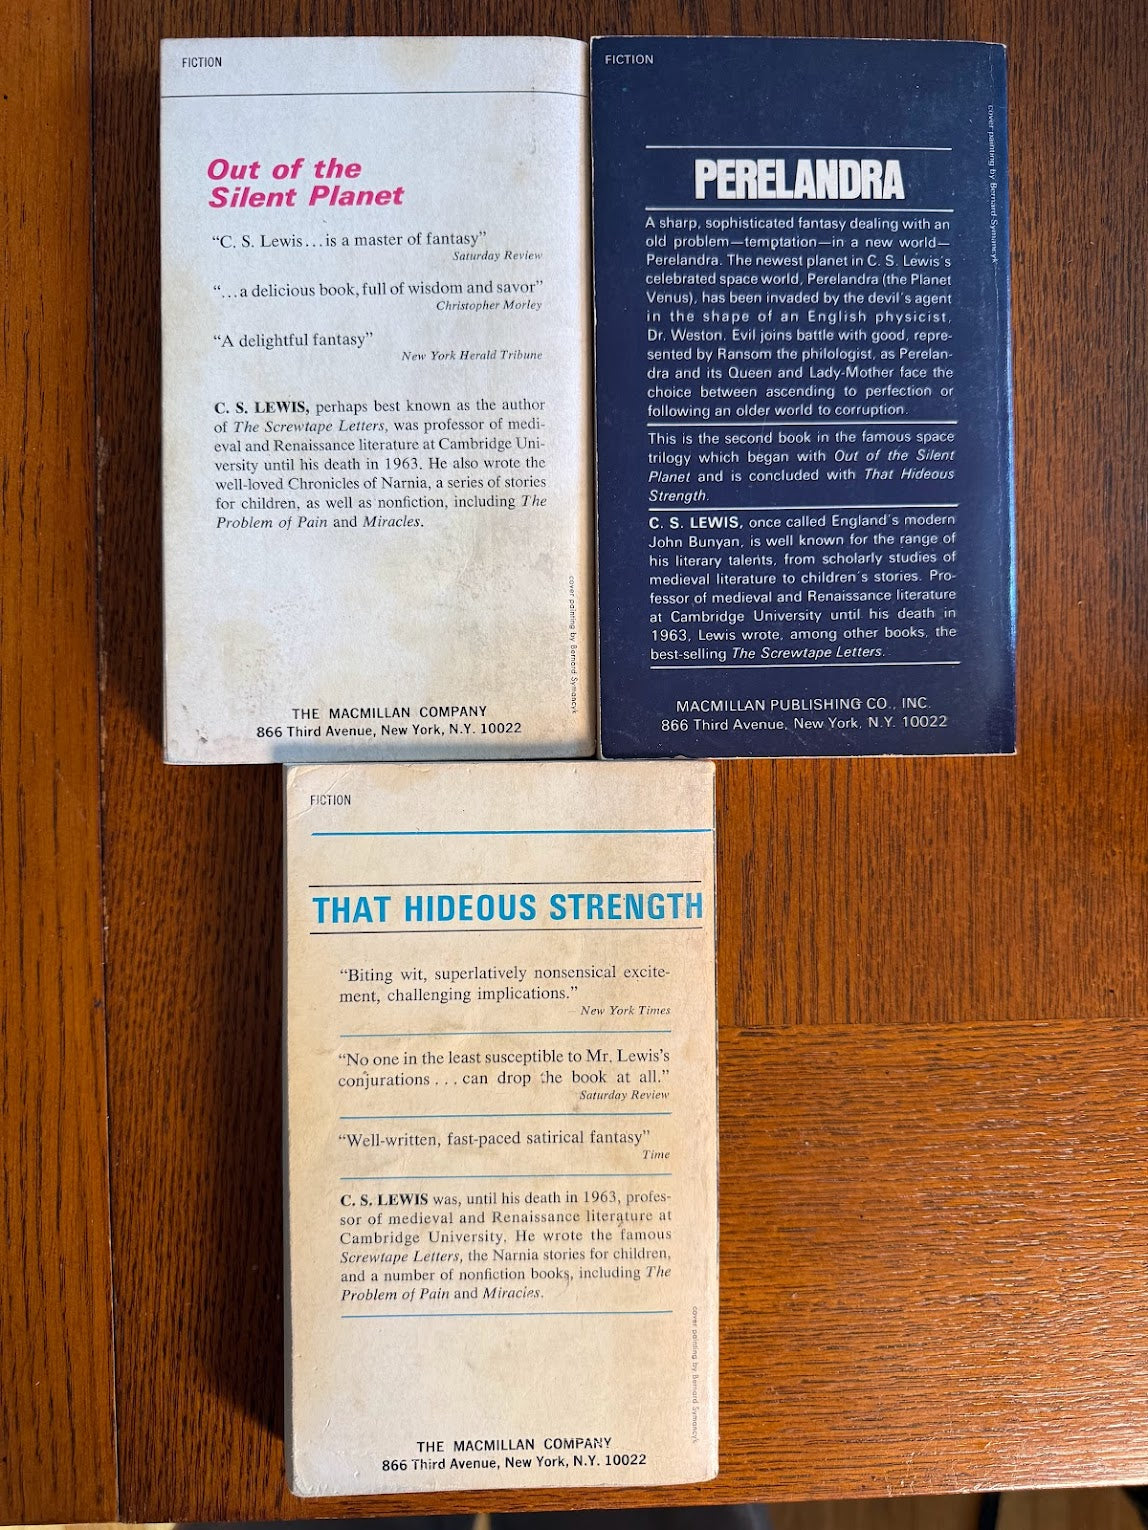 FICTION
Out of the
Silent Planet
“C. S. Lewis...is a master of fantasy”
Saturday Review
“...a delicious book, full of wisdom and savor”
Christopher Morley
“A delightful fantasy”
New York Herald Tribune
C. S. LEWIS, perhaps best known as the author
of The Screwtape Letters, was professor of medi-
eval and Renaissance literature at Cambridge Uni-
versity until his death in 1963. He also wrote the
well-loved Chronicles of Narnia, a series of stories
for children, as well as nonfiction, including The
Problem of Pain and Miracles.
cover painting by Bernard Symancyk
THE MACMILLAN COMPANY
866 Third Avenue, New York, N.Y. 10022
FICTION
cover painting by Bernard Symancyk
PERELANDRA
A sharp, sophisticated fantasy dealing with an
old problem—temptation—in a new world—
Perelandra. The newest planet in C. S. Lewis's
celebrated space world, Perelandra (the Planet
Venus), has been invaded by the devil's agent
in the shape of an English physicist,
Dr. Weston. Evil joins battle with good, repre-
sented by Ransom the philologist, as Perelan-
dra and its Queen and Lady-Mother face the
choice between ascending to perfection or
following an older world to corruption.
This is the second book in the famous space
trilogy which began with Out of the Silent
Planet and is concluded with That Hideous
Strength.
C. S. LEWIS, once called England's modern
John Bunyan, is well known for the range of
his literary talents, from scholarly studies of
medieval literature to children's stories. Pro-
fessor of medieval and Renaissance literature
at Cambridge University until his death in
1963, Lewis wrote, among other books, the
best-selling The Screwtape Letters.
MACMILLAN PUBLISHING CO., INC.
866 Third Avenue, New York, N.Y. 10022
FICTION
THAT HIDEOUS STRENGTH
“Biting wit, superlatively nonsensical excite-
ment, challenging implications.”
New York Times
“No one in the least susceptible to Mr. Lewis's
conjurations . . . can drop the book at all.”
Saturday Review
“Well-written, fast-paced satirical fantasy”
Time
C. S. LEWIS was, until his death in 1963, profes-
sor of medieval and Renaissance literature at
Cambridge University. He wrote the famous
Screwtape Letters, the Narnia stories for children,
and a number of nonfiction books, including The
Problem of Pain and Miracles.
cover painting by Bernard Symancyk
THE MACMILLAN COMPANY
866 Third Avenue, New York, N.Y. 10022